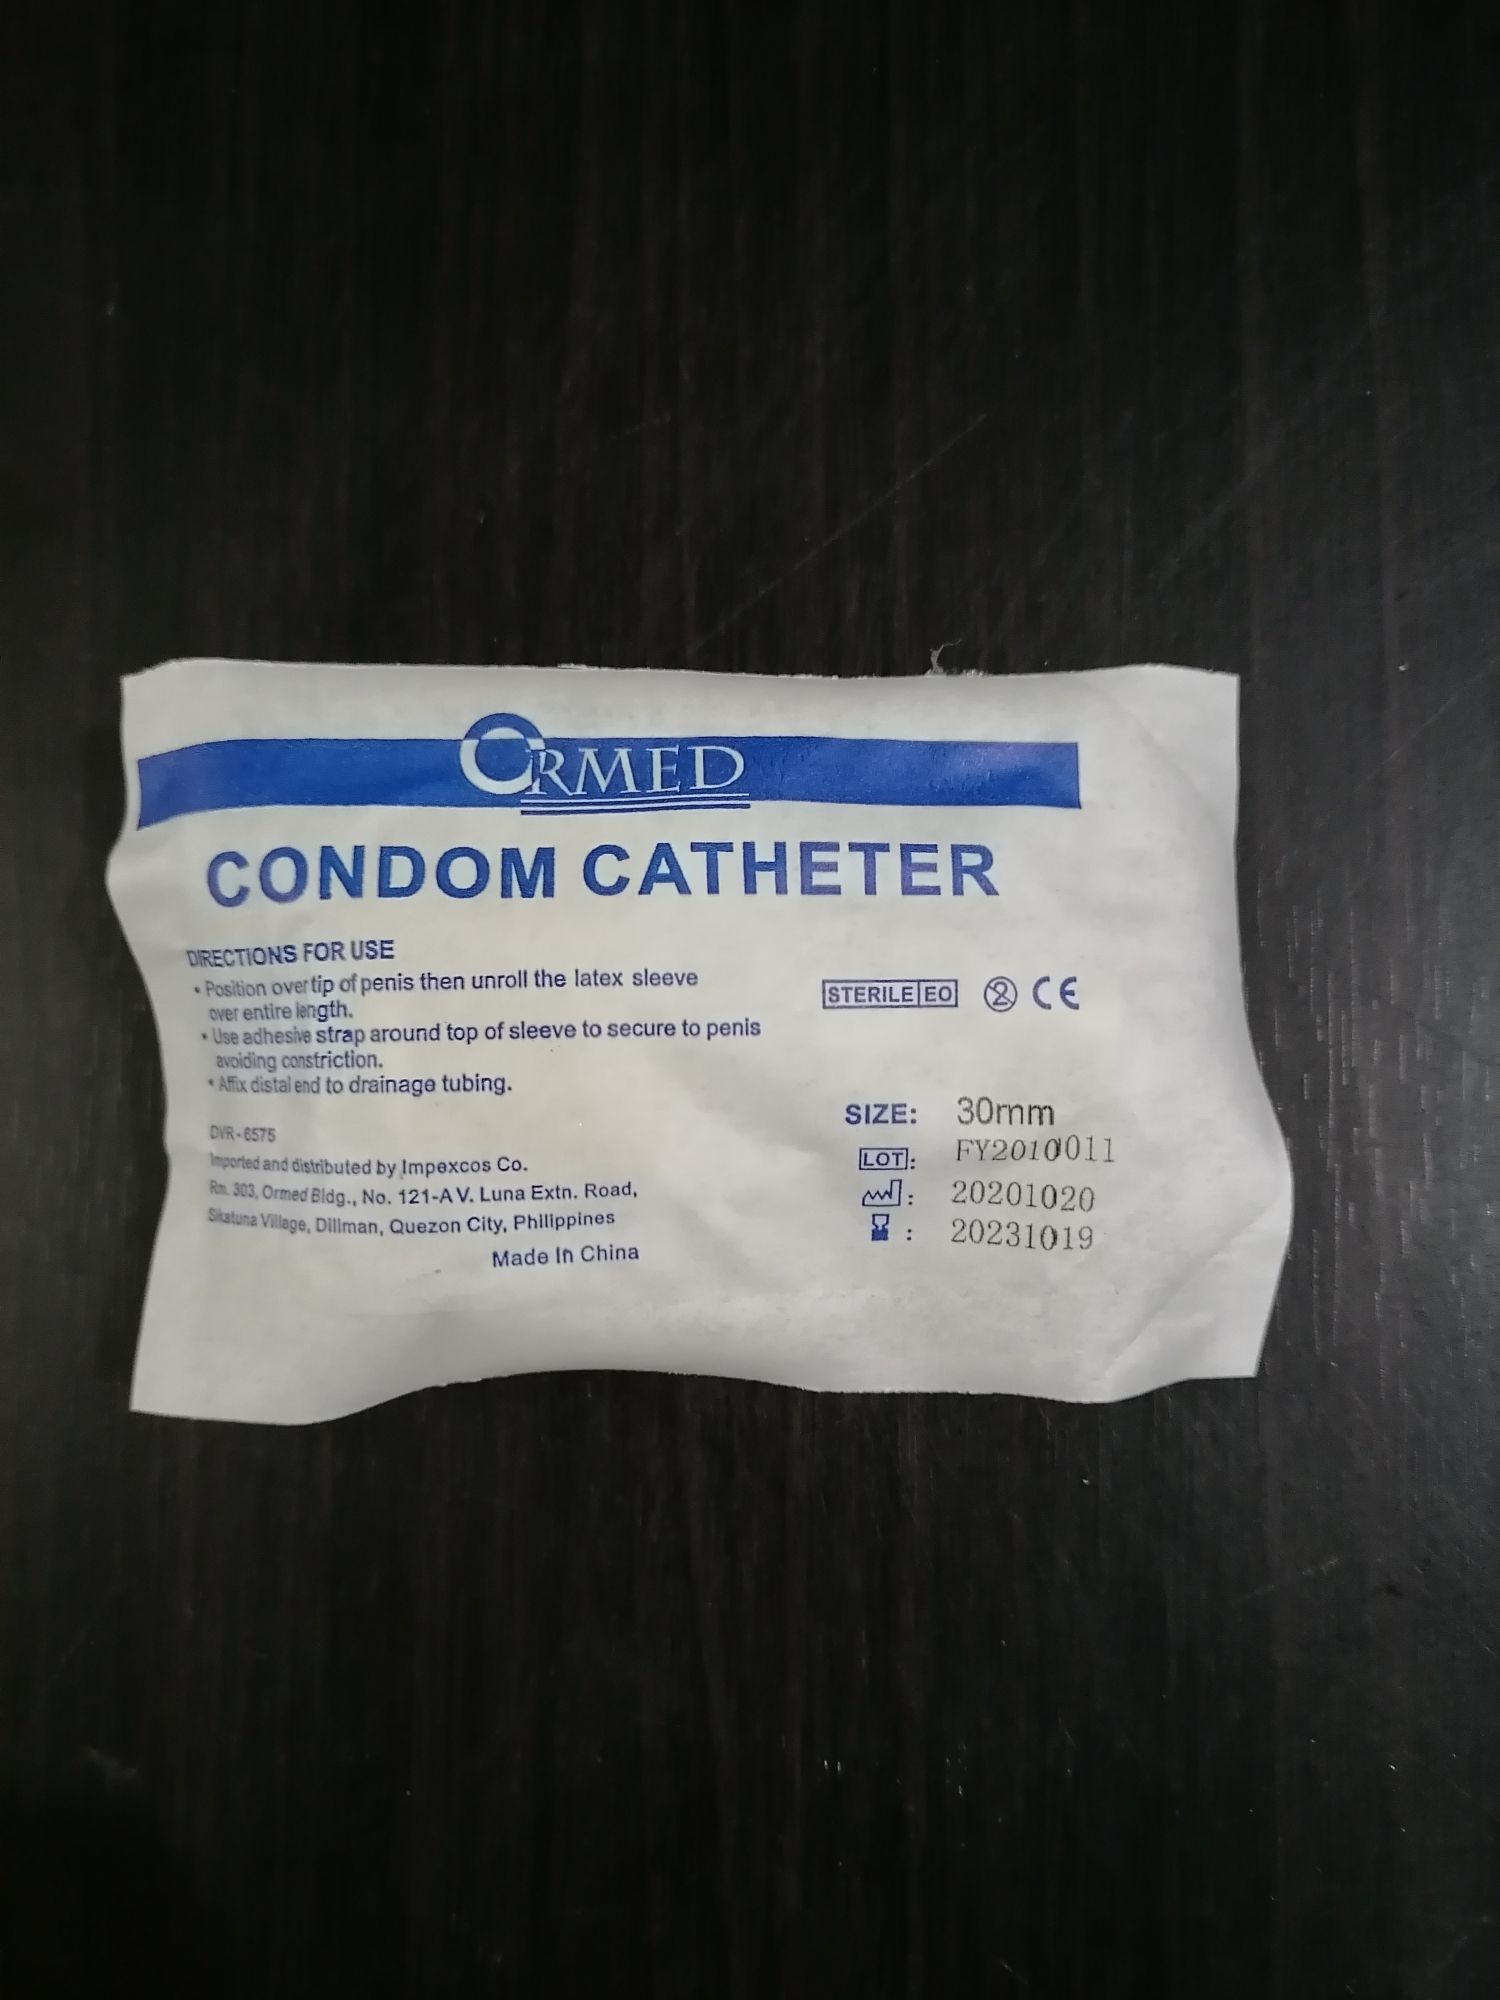 ORMED
CONDOM CATHETER
DIRECTIONS FOR USE
• Position over tip of penis then unroll the latex sleeve
over entire length.
• Use adhesive strap around top of sleeve to secure to penis
avoiding constriction.
• Affix distal end to drainage tubing.
DVR-6575
Imported and distributed by Impexcos Co.
Rm. 303, Ormed Bldg., No. 121-A V. Luna Extn. Road,
Sikatuna Village, Dillman, Quezon City, Philippines
Made In China
STERILE EO 2 CE
SIZE: 30mm
LOT: FY2010011
: 20201020
: 20231019